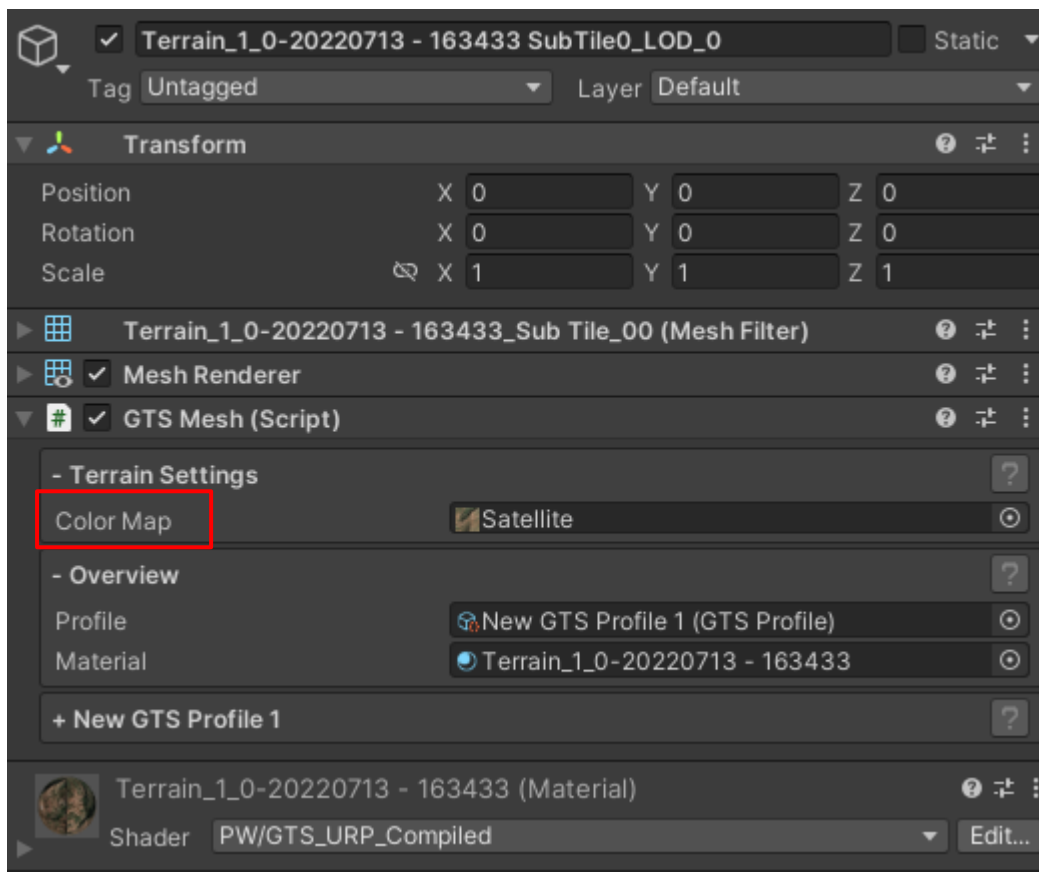 Terrain_1_0-20220713 - 163433 SubTile0_LOD_0 Static
Tag Untagged Layer Default
Transform
Position X 0 Y 0 Z 0
Rotation X 0 Y 0 Z 0
Scale X 1 Y 1 Z 1
Terrain_1_0-20220713 - 163433_Sub Tile_00 (Mesh Filter)
Mesh Renderer
# GTS Mesh (Script)
- Terrain Settings ?
Color Map Satellite
- Overview ?
Profile New GTS Profile 1 (GTS Profile)
Material Terrain_1_0-20220713 - 163433
+ New GTS Profile 1 ?
Terrain_1_0-20220713 - 163433 (Material)
Shader PW/GTS_URP_Compiled Edit...